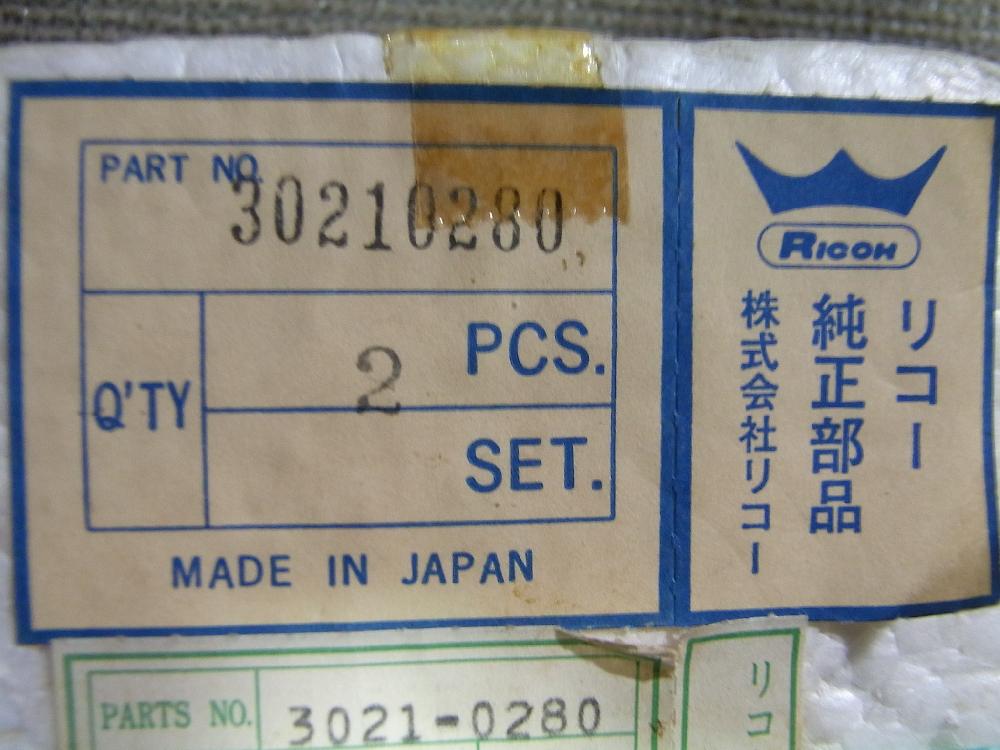 PART NO.
30210280
Q'TY
2 PCS.
SET.
MADE IN JAPAN
RICOH
リコー
純正部品
株式会社リコー
PARTS NO.
3021-0280
リコ